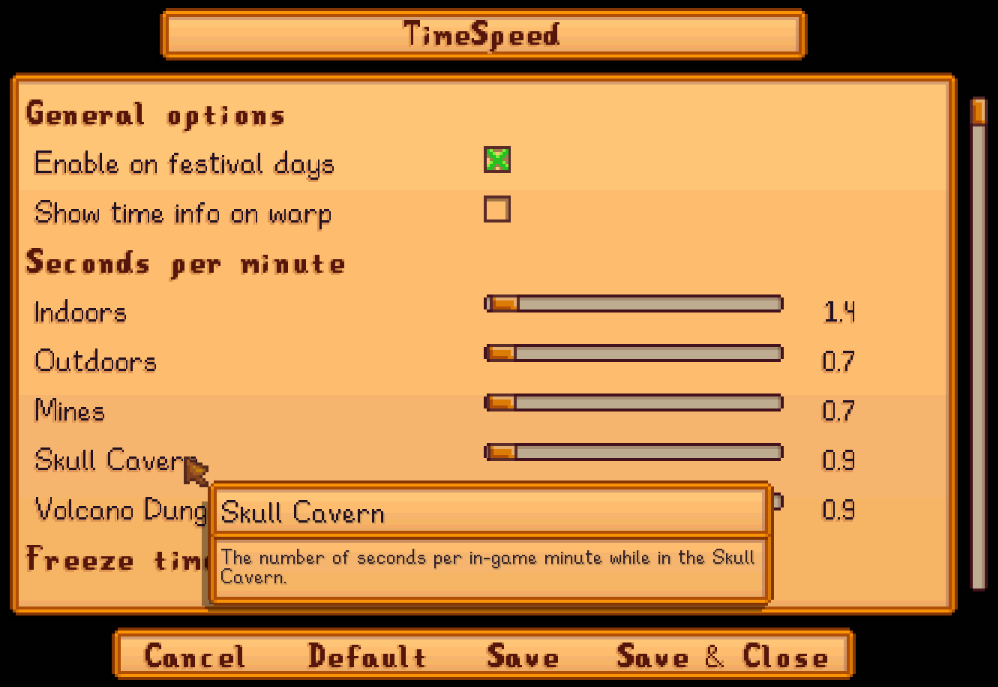 TimeSpeed
General options
Enable on festival days
Show time info on warp
Seconds per minute
Indoors 1.4
Outdoors 0.7
Mines 0.7
Skull Cavern 0.9
Volcano Dung 0.9
Skull Cavern
The number of seconds per in-game minute while in the Skull
Cavern.
Freeze tim
Cancel Default Save Save & Close